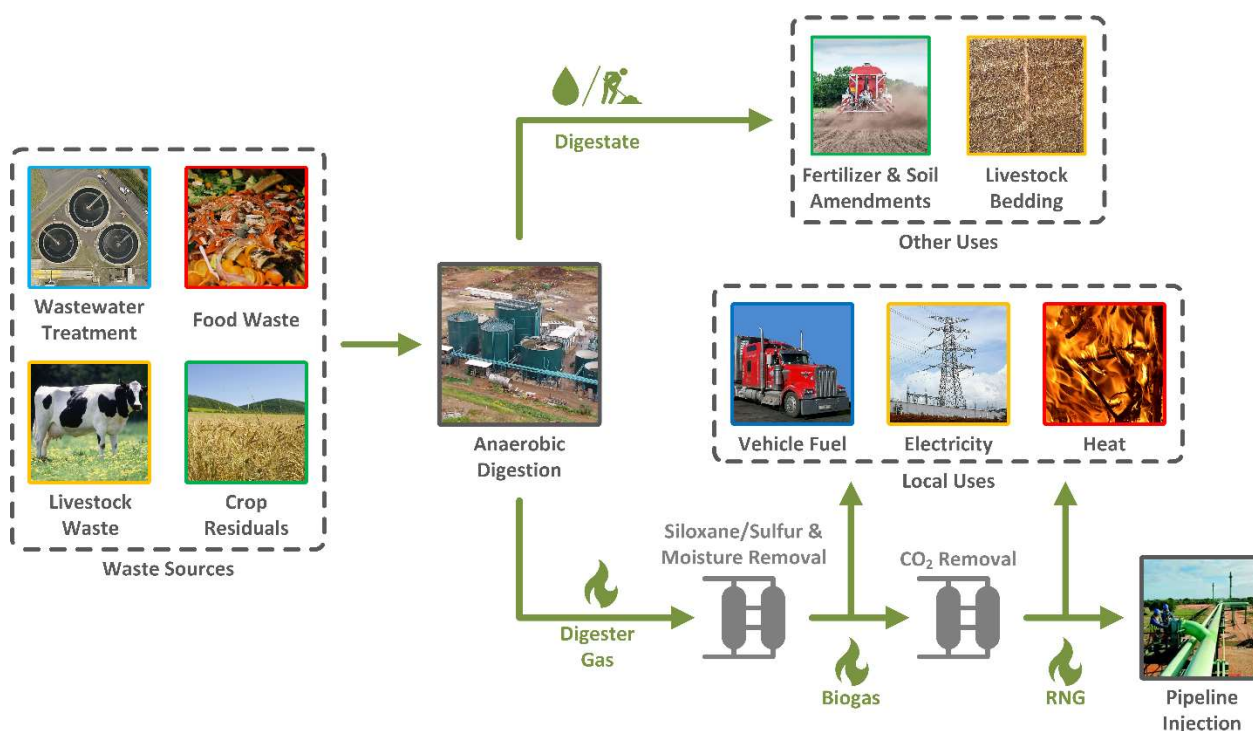 Wastewater
Treatment
Food Waste
Livestock
Waste
Crop
Residuals
Waste Sources
Anaerobic
Digestion
Digestate
Fertilizer & Soil
Amendments
Livestock
Bedding
Other Uses
Vehicle Fuel
Electricity
Heat
Local Uses
Digester
Gas
Siloxane/Sulfur &
Moisture Removal
Biogas
CO₂ Removal
RNG
Pipeline
Injection